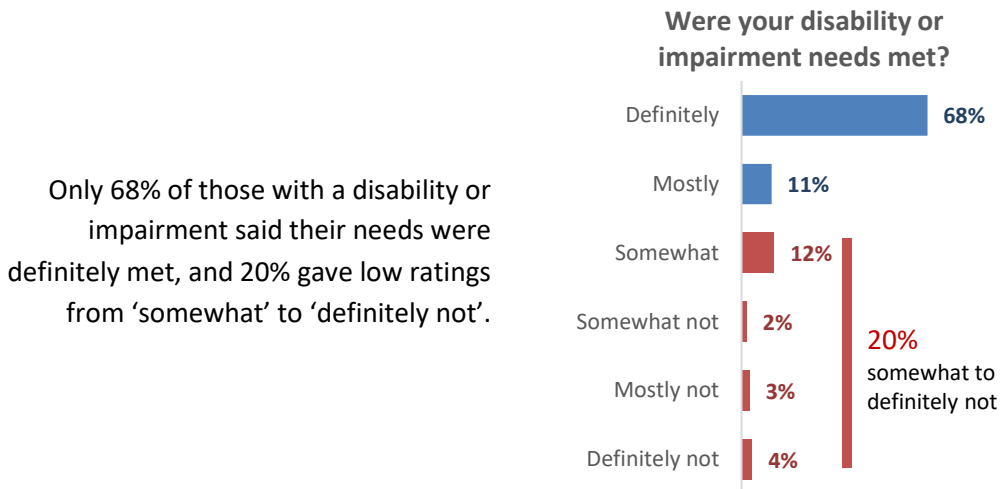 Only 68% of those with a disability or
impairment said their needs were
definitely met, and 20% gave low ratings
from ‘somewhat’ to ‘definitely not’.
Were your disability or
impairment needs met?
Definitely 68%
Mostly 11%
Somewhat 12%
Somewhat not 2%
Mostly not 3%
Definitely not 4%
20%
somewhat to
definitely not